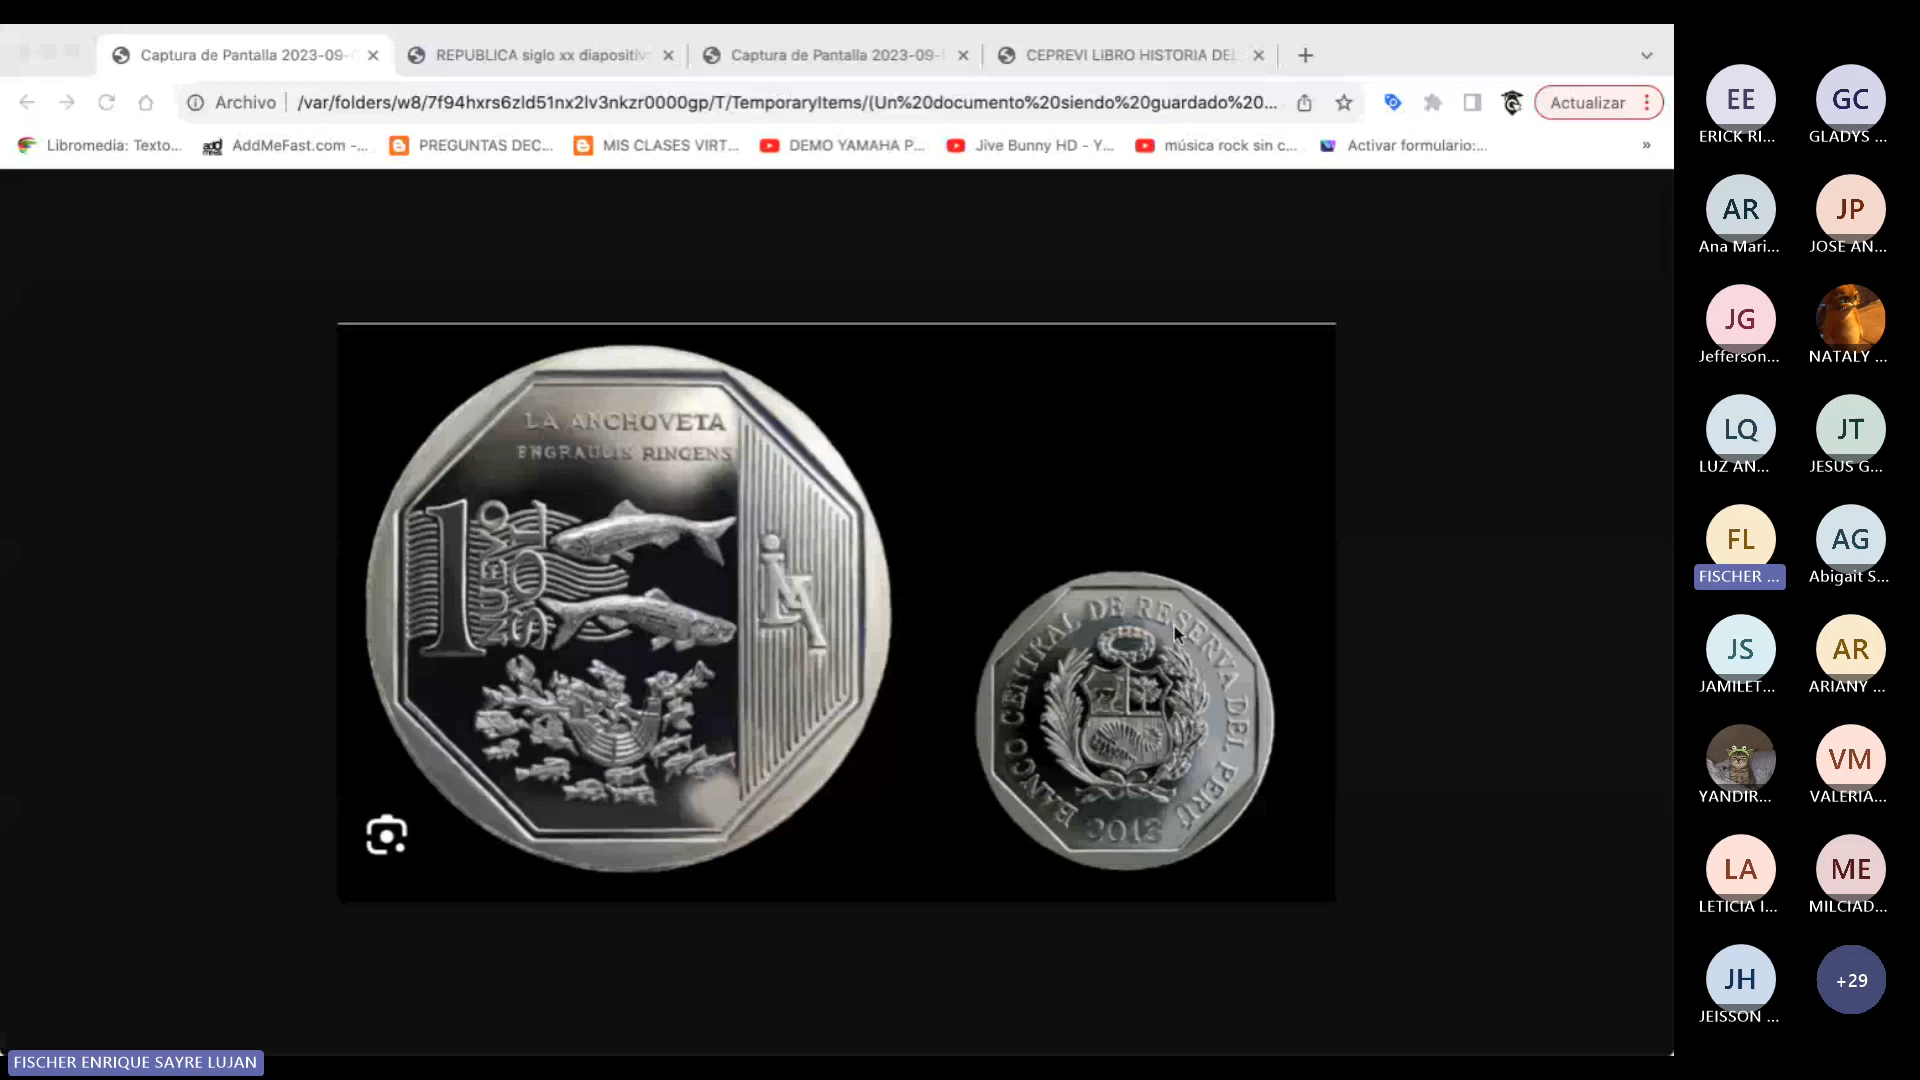 Captura de Pantalla 2023-09-
REPUBLICA siglo xx diapositiv
Captura de Pantalla 2023-09-
CEPREVI LIBRO HISTORIA DEL
Archivo
/var/folders/w8/7f94hxrs6zld51nx2lv3nkzr0000gp/T/TemporaryItems/(Un%20documento%20siendo%20guardado%20...
Actualizar
Libromedia: Texto...
add
AddMeFast.com -...
PREGUNTAS DEC...
MIS CLASES VIRT...
DEMO YAMAHA P...
Jive Bunny HD - Y...
música rock sin c...
Activar formulario:...
»
LA ANCHOVETA
ENGRAULIS RINGENS
1
NUEVO
SOL
BANCO CENTRAL DE RESERVA DEL PERÚ
2013
EE
ERICK RI...
GC
GLADYS ...
AR
Ana Mari...
JP
JOSE AN...
JG
Jefferson...
NATALY ...
LQ
LUZ AN...
JT
JESUS G...
FL
FISCHER ...
AG
Abigait S...
JS
JAMILET...
AR
ARIANY ...
YANDIR...
VM
VALERIA...
LA
LETICIA I...
ME
MILCIAD...
JH
JEISSON ...
+29
FISCHER ENRIQUE SAYRE LUJAN